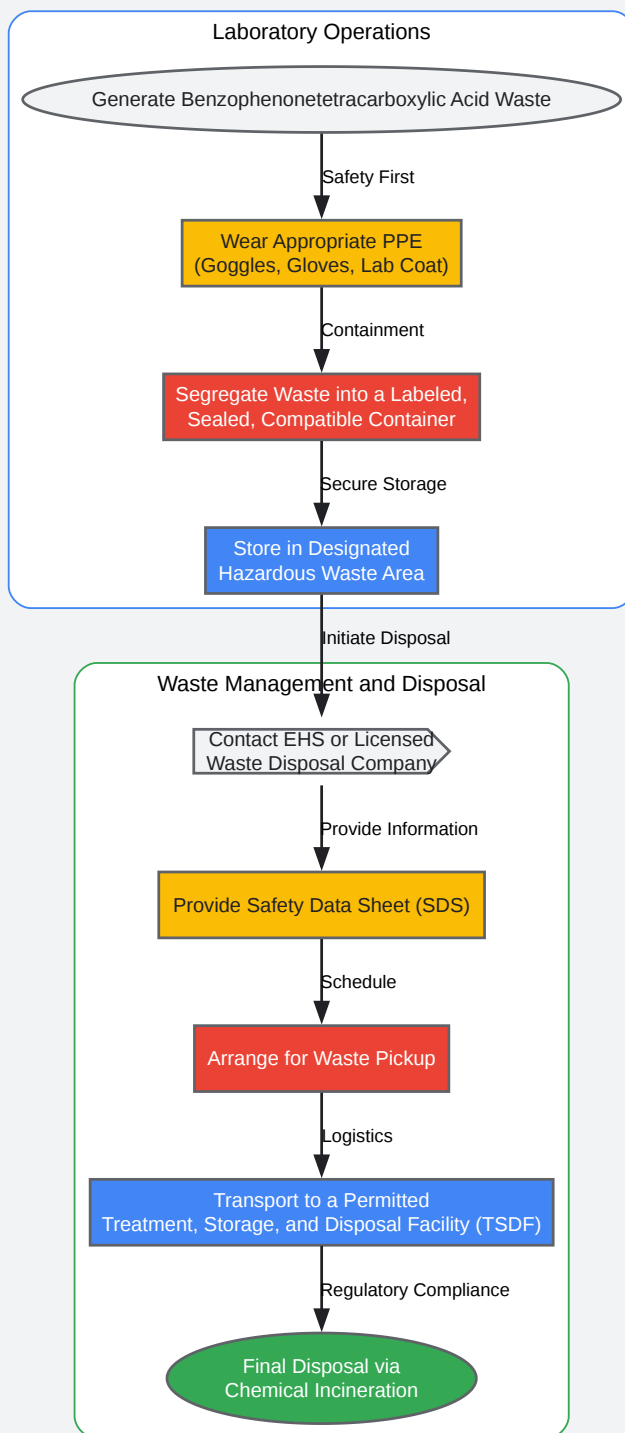 Laboratory Operations
Generate Benzophenonetetracarboxylic Acid Waste
Safety First
Wear Appropriate PPE
(Goggles, Gloves, Lab Coat)
Containment
Segregate Waste into a Labeled,
Sealed, Compatible Container
Secure Storage
Store in Designated
Hazardous Waste Area
Initiate Disposal
Waste Management and Disposal
Contact EHS or Licensed
Waste Disposal Company
Provide Information
Provide Safety Data Sheet (SDS)
Schedule
Arrange for Waste Pickup
Logistics
Transport to a Permitted
Treatment, Storage, and Disposal Facility (TSDF)
Regulatory Compliance
Final Disposal via
Chemical Incineration